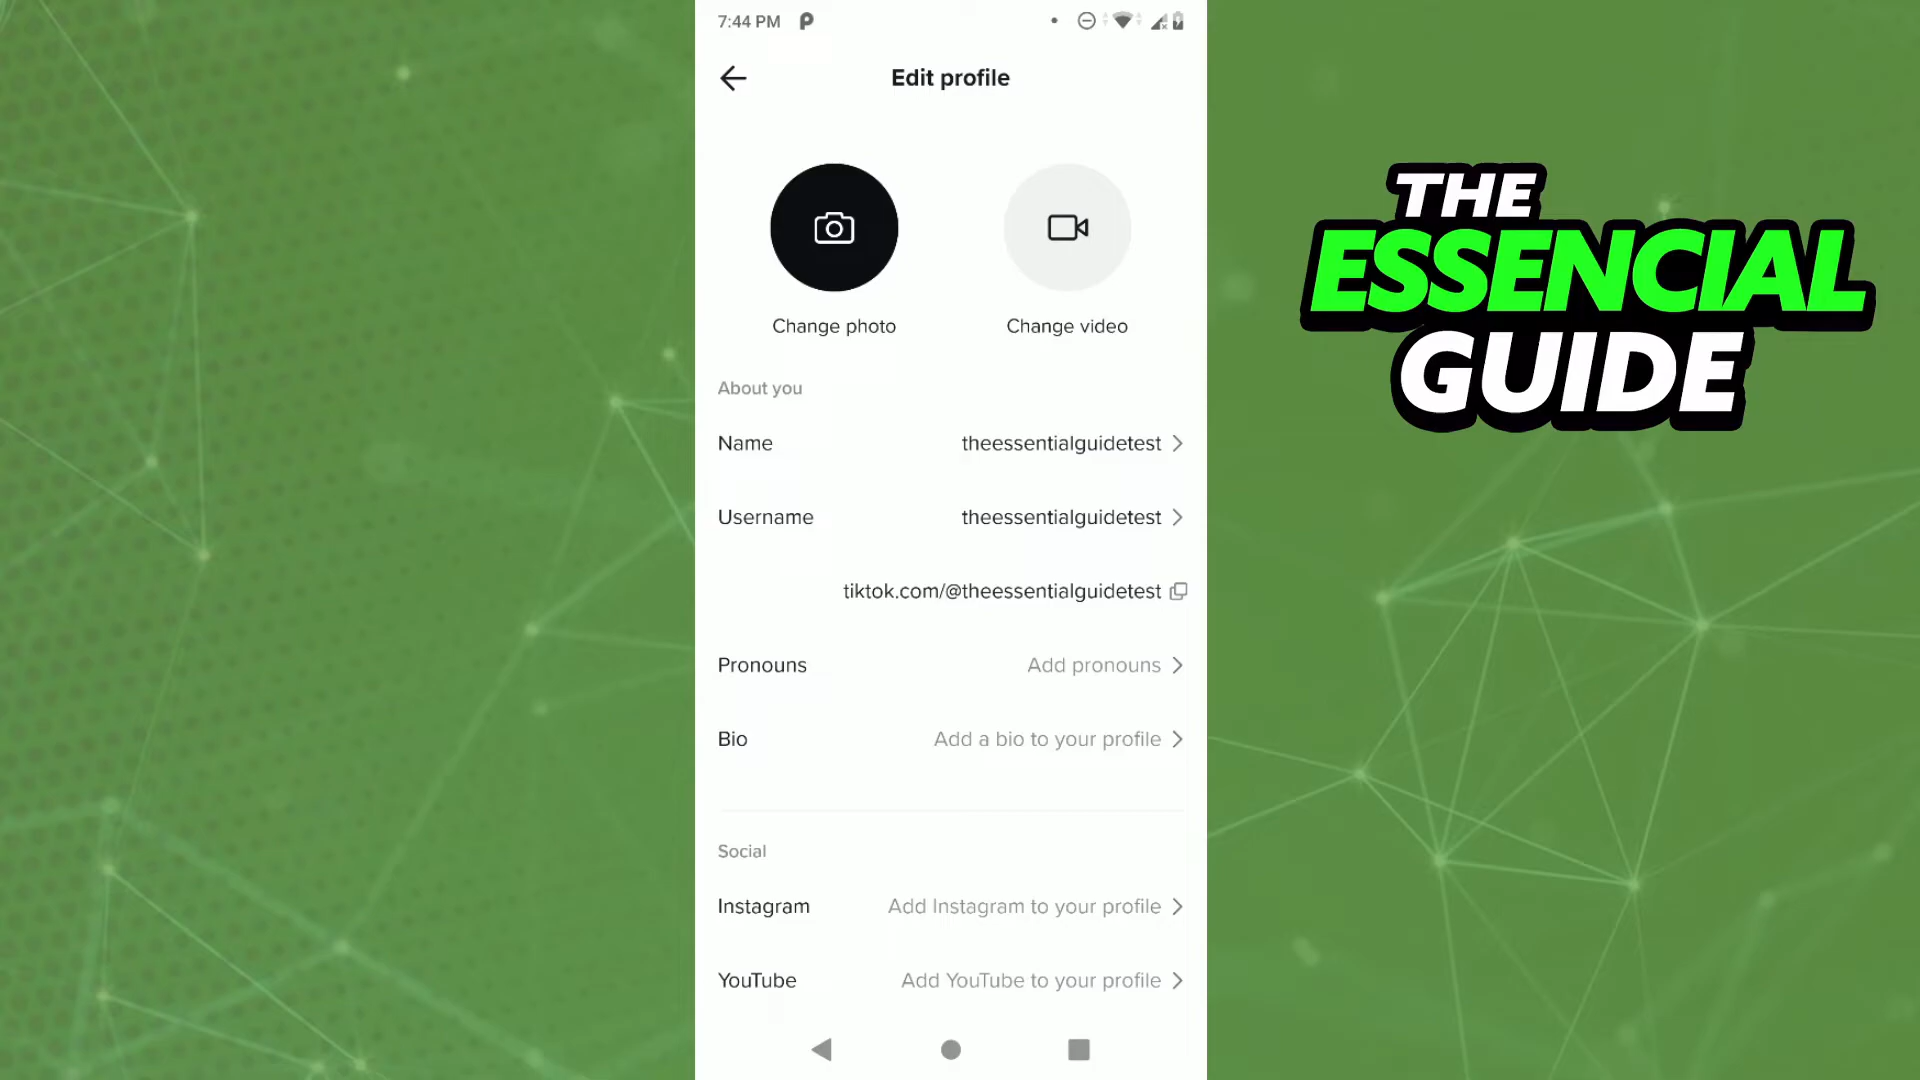 7:44 PM
Edit profile
Change photo
Change video
About you
Name theessentialguidetest
Username theessentialguidetest
tiktok.com/@theessentialguidetest
Pronouns Add pronouns
Bio Add a bio to your profile
Social
Instagram Add Instagram to your profile
YouTube Add YouTube to your profile
THE
ESSENCIAL
GUIDE